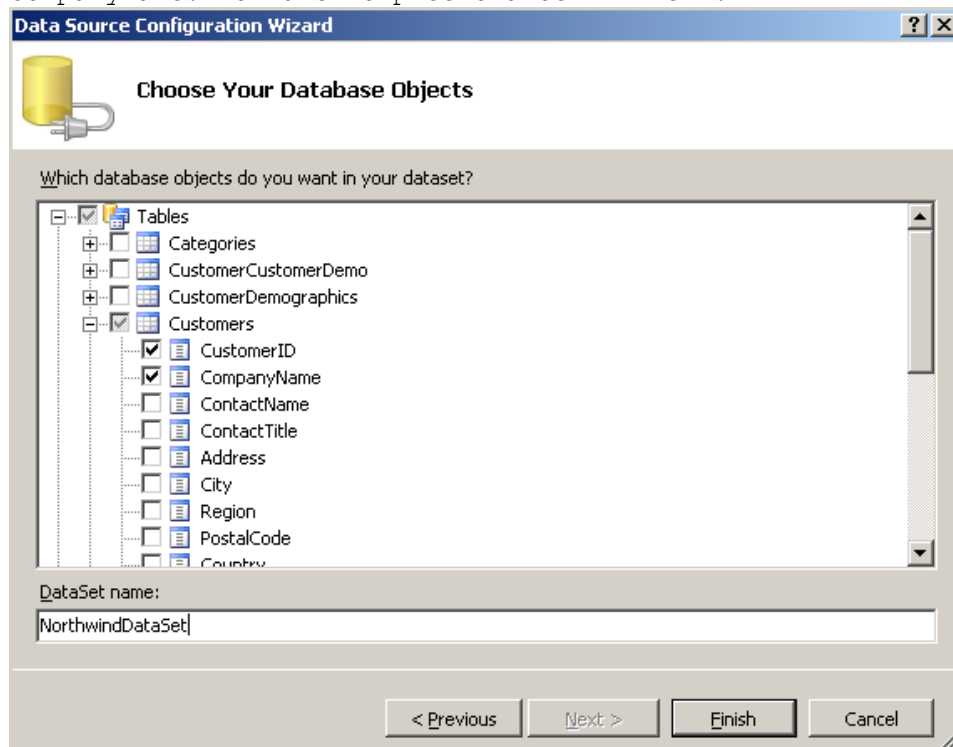 Data Source Configuration Wizard
Choose Your Database Objects
Which database objects do you want in your dataset?
Tables
Categories
CustomerCustomerDemo
CustomerDemographics
Customers
CustomerID
CompanyName
ContactName
ContactTitle
Address
City
Region
PostalCode
Country
DataSet name:
NorthwindDataSet
< Previous
Next >
Finish
Cancel